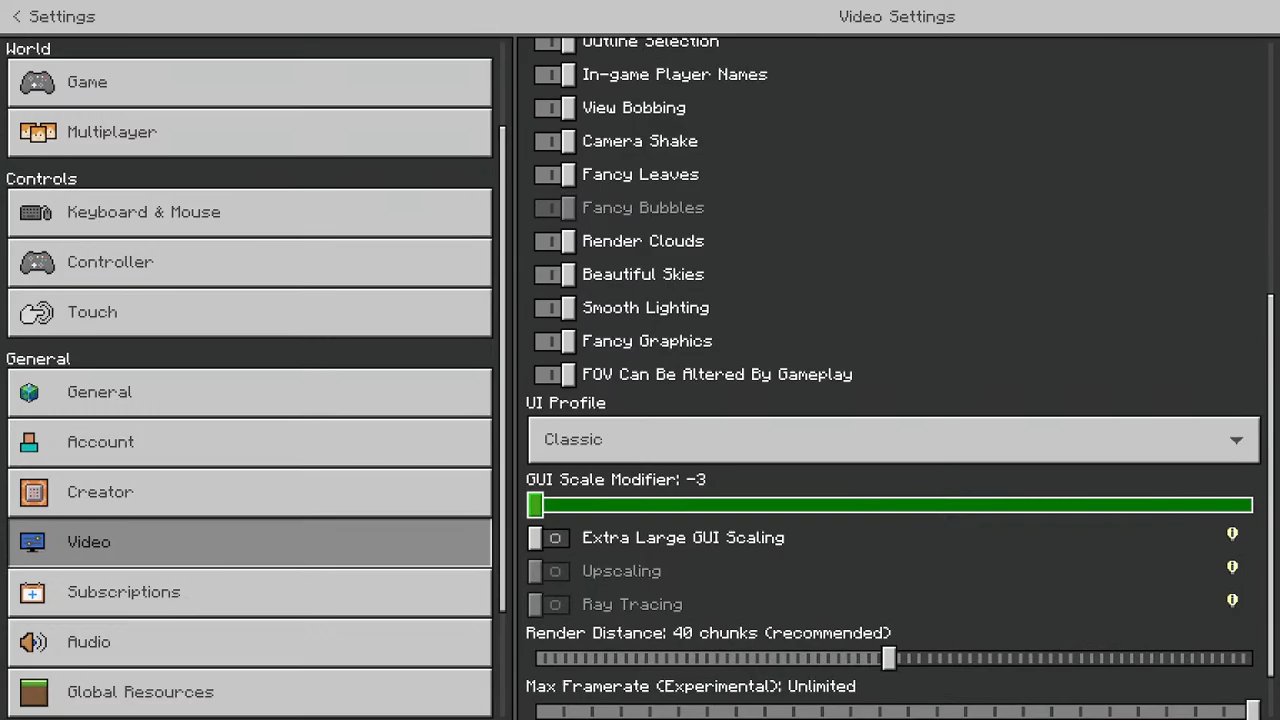 Settings
Video Settings
World
Game
Multiplayer
Controls
Keyboard & Mouse
Controller
Touch
General
General
Account
Creator
Video
Subscriptions
Audio
Global Resources
Outline Selection
In-game Player Names
View Bobbing
Camera Shake
Fancy Leaves
Fancy Bubbles
Render Clouds
Beautiful Skies
Smooth Lighting
Fancy Graphics
FOV Can Be Altered By Gameplay
UI Profile
Classic
GUI Scale Modifier: -3
Extra Large GUI Scaling
Upscaling
Ray Tracing
Render Distance: 40 chunks (recommended)
Max Framerate (Experimental): Unlimited